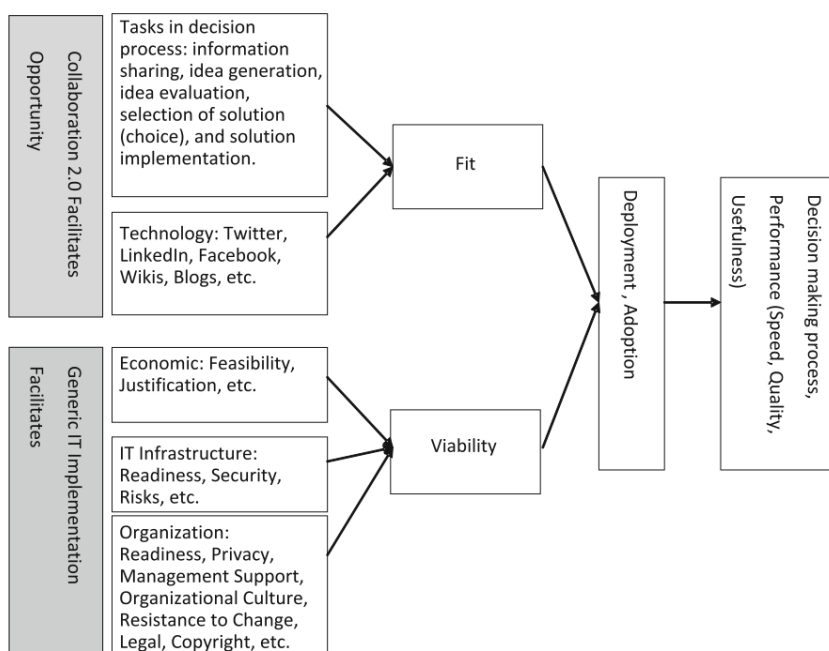 Collaboration 2.0 Facilitates
Opportunity
Tasks in decision
process: information
sharing, idea generation,
idea evaluation,
selection of solution
(choice), and solution
implementation.
Technology: Twitter,
LinkedIn, Facebook,
Wikis, Blogs, etc.
Fit
Generic IT Implementation
Facilitates
Economic: Feasibility,
Justification, etc.
IT Infrastructure:
Readiness, Security,
Risks, etc.
Organization:
Readiness, Privacy,
Management Support,
Organizational Culture,
Resistance to Change,
Legal, Copyright, etc.
Viability
Deployment , Adoption
Decision making process,
Performance (Speed, Quality,
Usefulness)